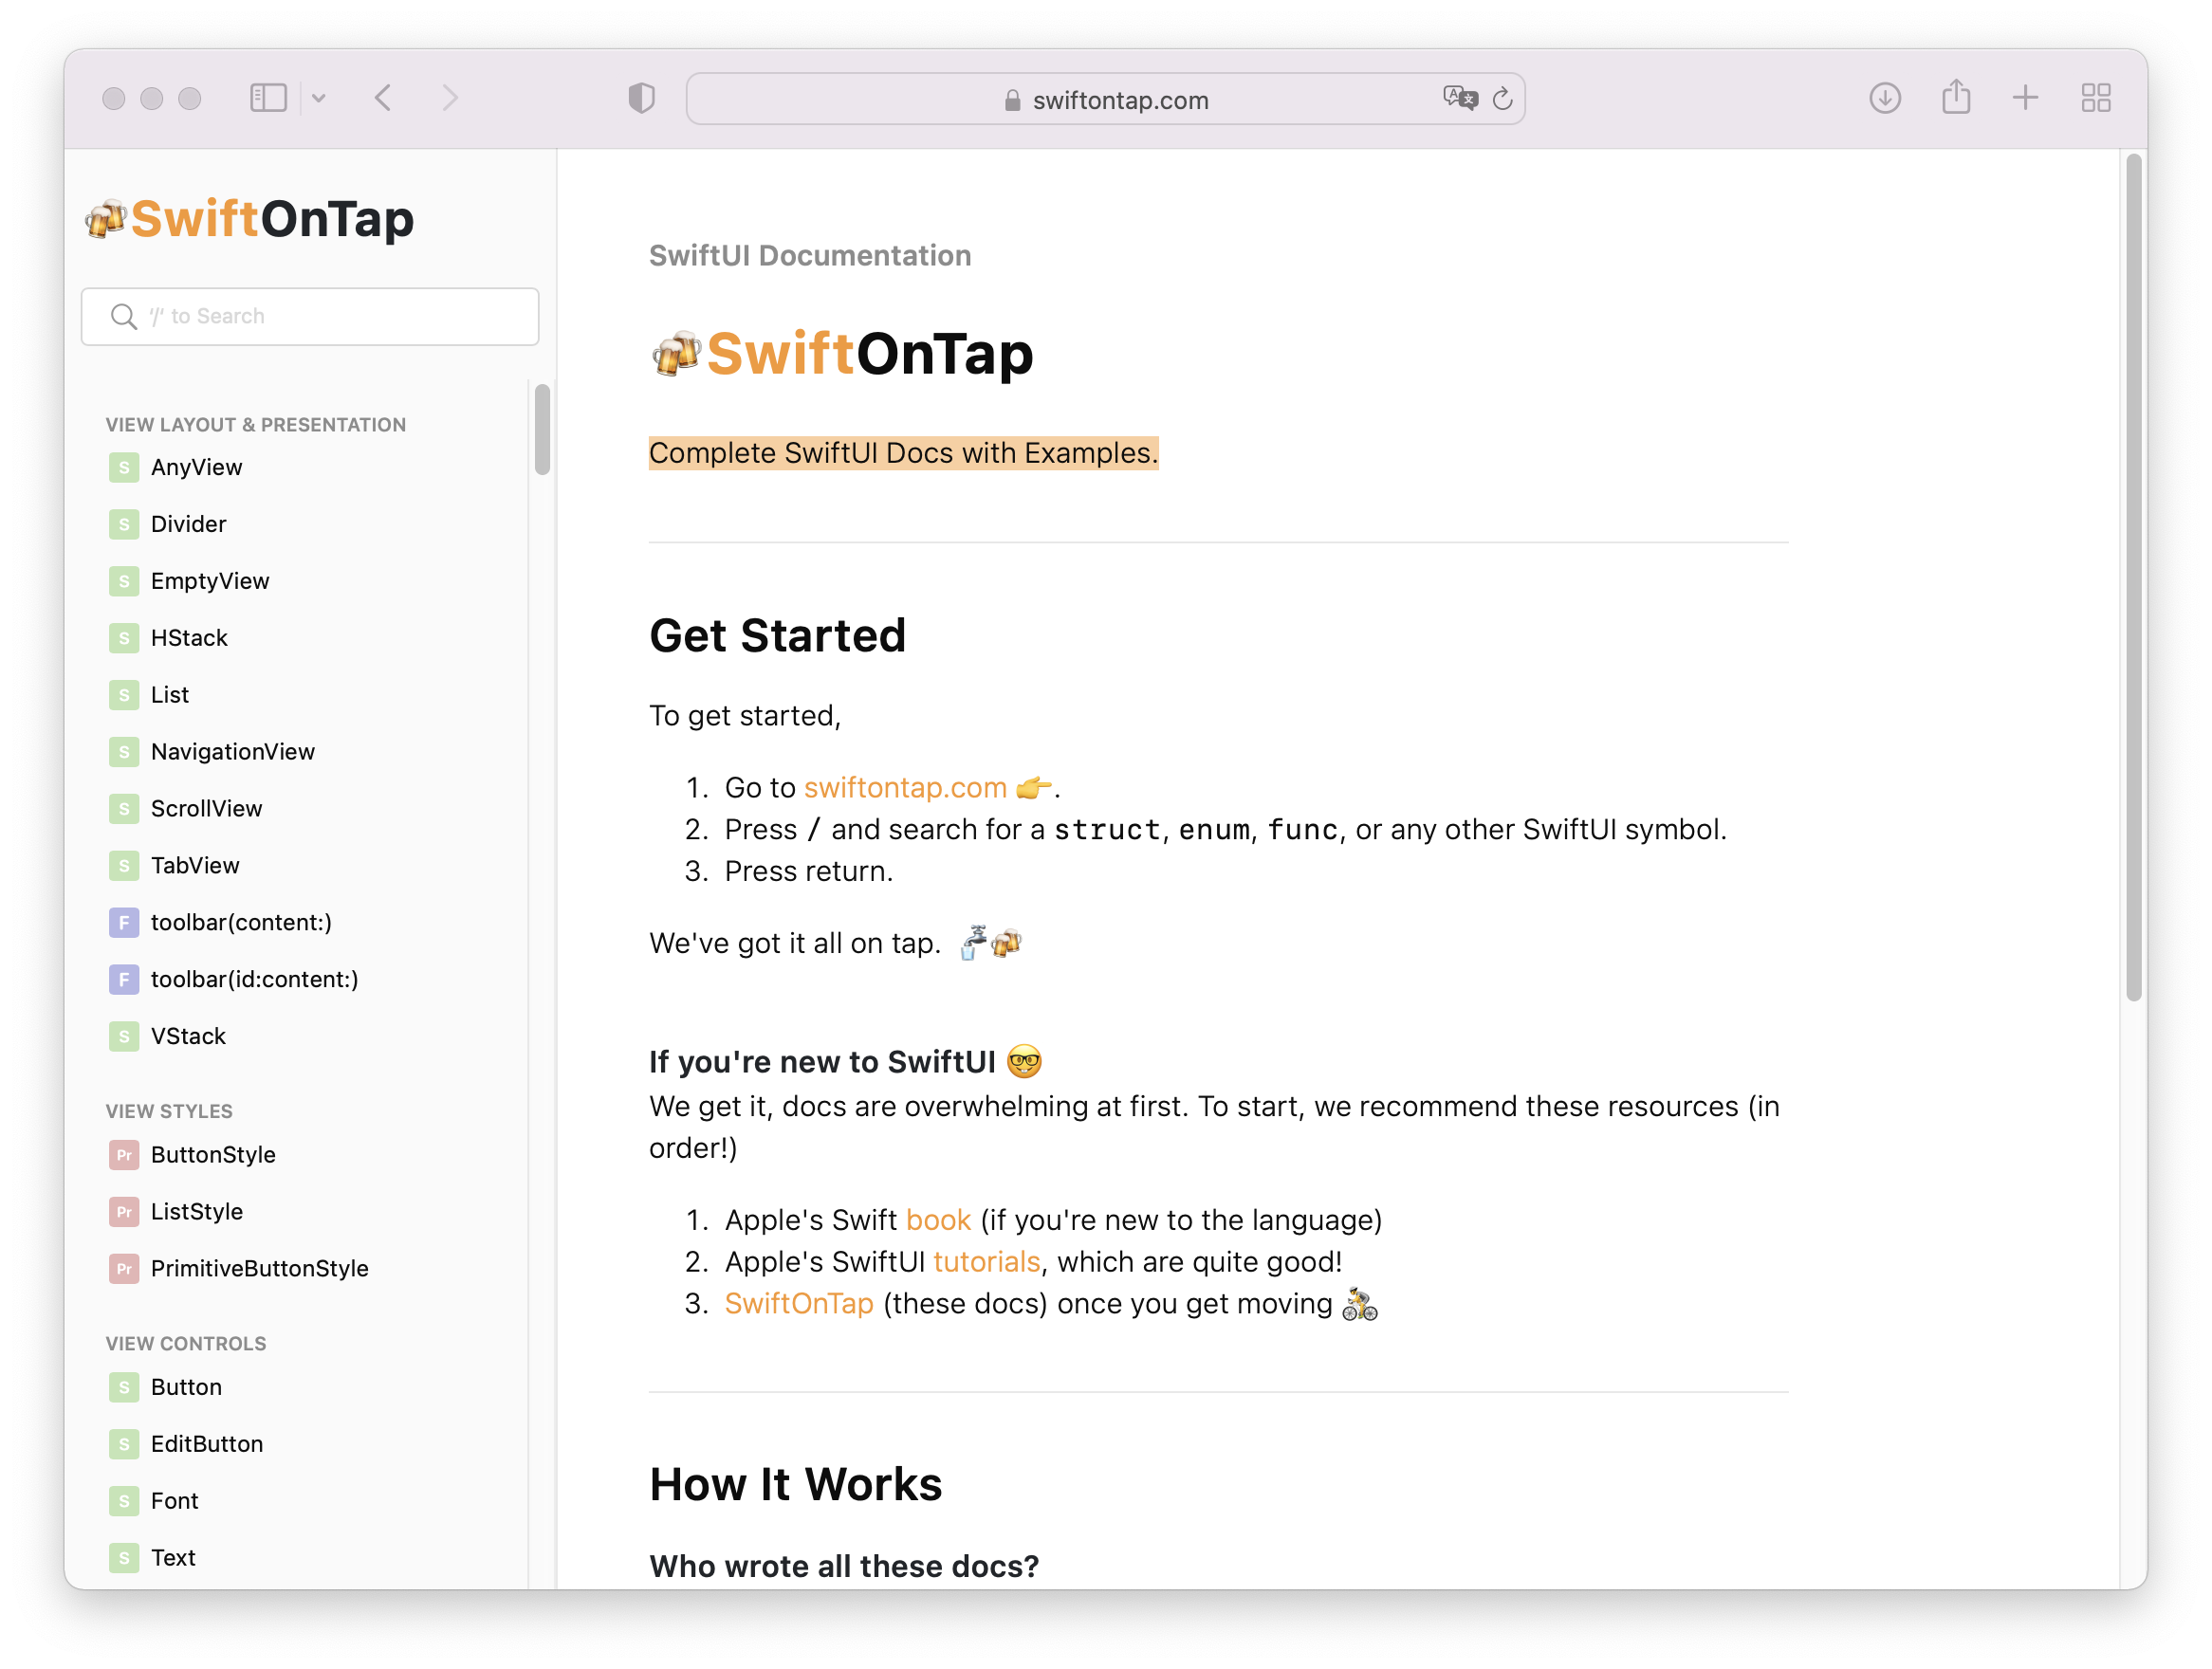 swiftontap.com
SwiftOnTap
'/' to Search
VIEW LAYOUT & PRESENTATION
S AnyView
S Divider
S EmptyView
S HStack
S List
S NavigationView
S ScrollView
S TabView
F toolbar(content:)
F toolbar(id:content:)
S VStack
VIEW STYLES
Pr ButtonStyle
Pr ListStyle
Pr PrimitiveButtonStyle
VIEW CONTROLS
S Button
S EditButton
S Font
S Text
SwiftUI Documentation
🍻SwiftOnTap
Complete SwiftUI Docs with Examples.
Get Started
To get started,
1. Go to swiftontap.com 👉.
2. Press / and search for a struct, enum, func, or any other SwiftUI symbol.
3. Press return.
We've got it all on tap. 🚰🍻
If you're new to SwiftUI 🤓
We get it, docs are overwhelming at first. To start, we recommend these resources (in
order!)
1. Apple's Swift book (if you're new to the language)
2. Apple's SwiftUI tutorials, which are quite good!
3. SwiftOnTap (these docs) once you get moving 🚴
How It Works
Who wrote all these docs?